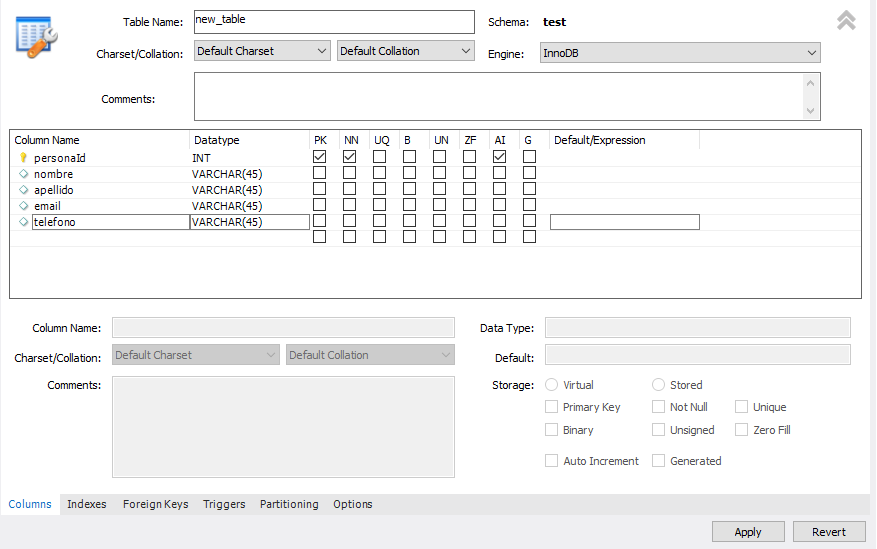 Table Name: new_table Schema: test
Charset/Collation: Default Charset Default Collation Engine: InnoDB
Comments:
Column Name Datatype PK NN UQ B UN ZF AI G Default/Expression
personaId INT
nombre VARCHAR(45)
apellido VARCHAR(45)
email VARCHAR(45)
telefono VARCHAR(45)
Column Name: Data Type:
Charset/Collation: Default Charset Default Collation Default:
Comments: Storage: Virtual Stored
Primary Key Not Null Unique
Binary Unsigned Zero Fill
Auto Increment Generated
Columns Indexes Foreign Keys Triggers Partitioning Options
Apply Revert